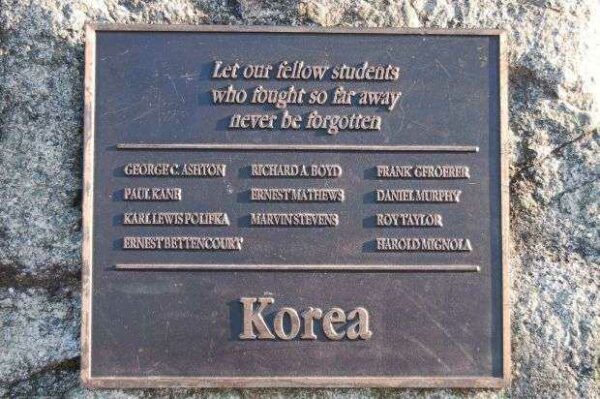 Let our fellow students
who fought so far away
never be forgotten
GEORGE C. ASHTON RICHARD A. BOYD FRANK GFROERER
PAUL KANE ERNEST MATHEWS DANIEL MURPHY
KARL LEWIS POLIFKA MARVIN STEVENS ROY TAYLOR
ERNEST BETTENCOURT HAROLD MIGNOLA
Korea